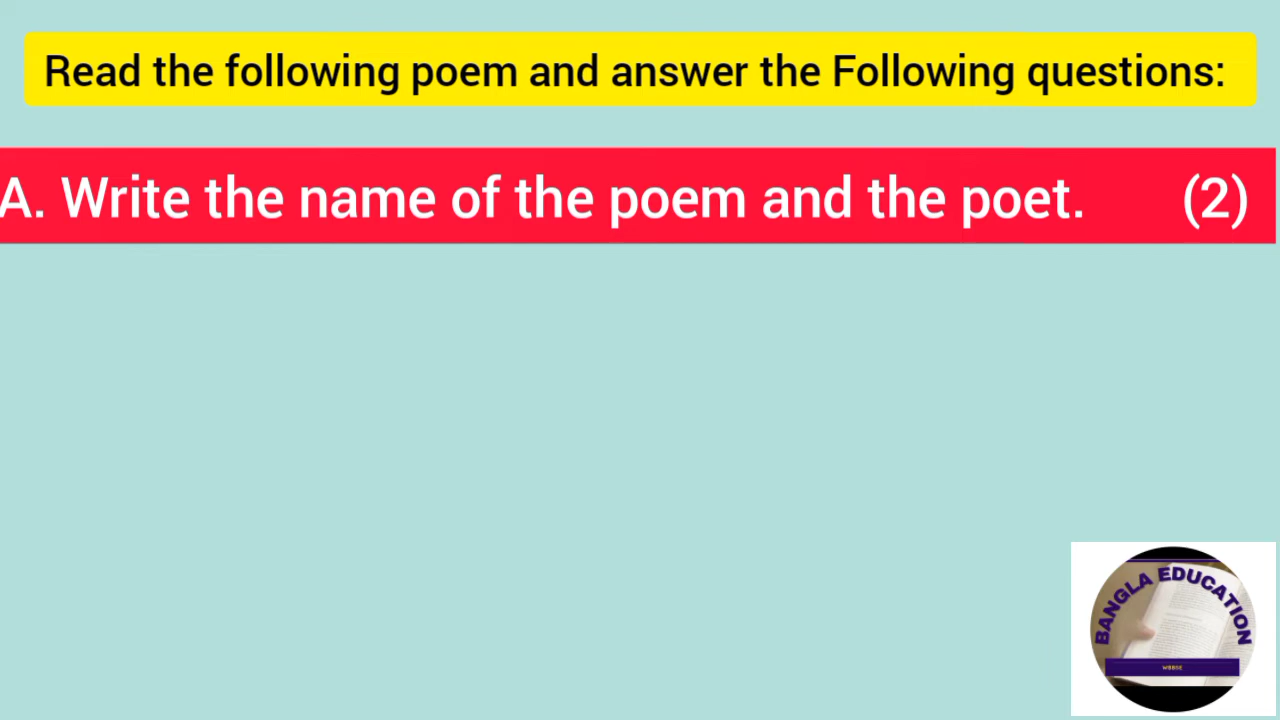 Read the following poem and answer the Following questions:
A. Write the name of the poem and the poet. (2)
BANGLA EDUCATION
WBBSE